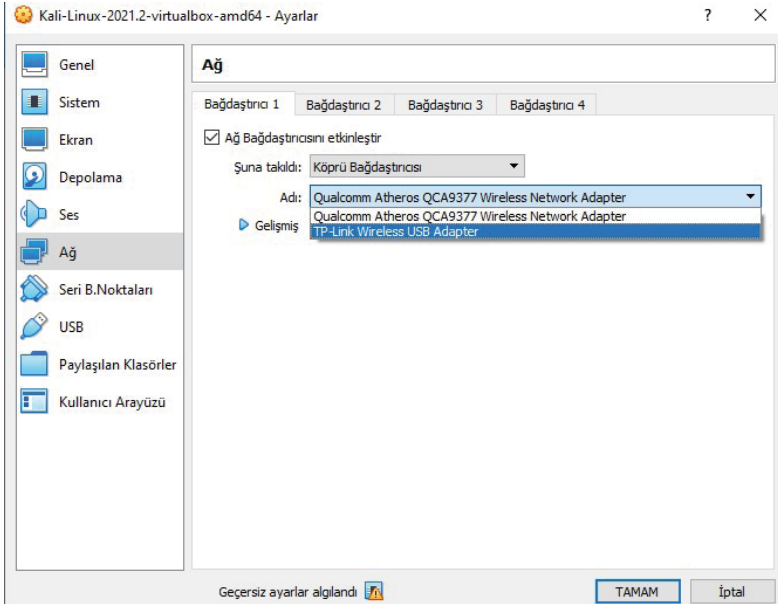 Kali-Linux-2021.2-virtualbox-amd64 - Ayarlar
?
Genel
Sistem
Ekran
Depolama
Ses
Ağ
Seri B.Noktaları
USB
Paylaşılan Klasörler
Kullanıcı Arayüzü
Ağ
Bağdaştırıcı 1 Bağdaştırıcı 2 Bağdaştırıcı 3 Bağdaştırıcı 4
Ağ Bağdaştırıcısını etkinleştir
Şuna takıldı: Köprü Bağdaştırıcısı
Adı: Qualcomm Atheros QCA9377 Wireless Network Adapter
Qualcomm Atheros QCA9377 Wireless Network Adapter
Gelişmiş TP-Link Wireless USB Adapter
Geçersiz ayarlar algılandı TAMAM İptal